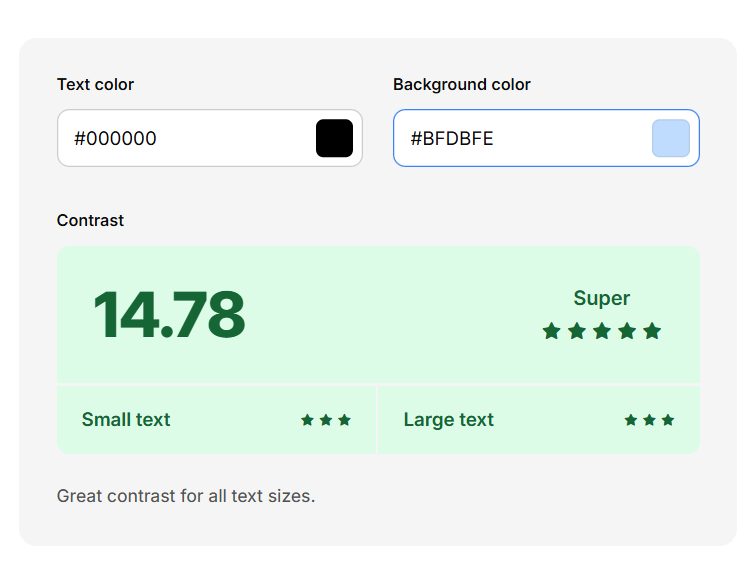 Text color
Background color
#000000
#BFDBFE
Contrast
14.78
Super
Small text
Large text
Great contrast for all text sizes.